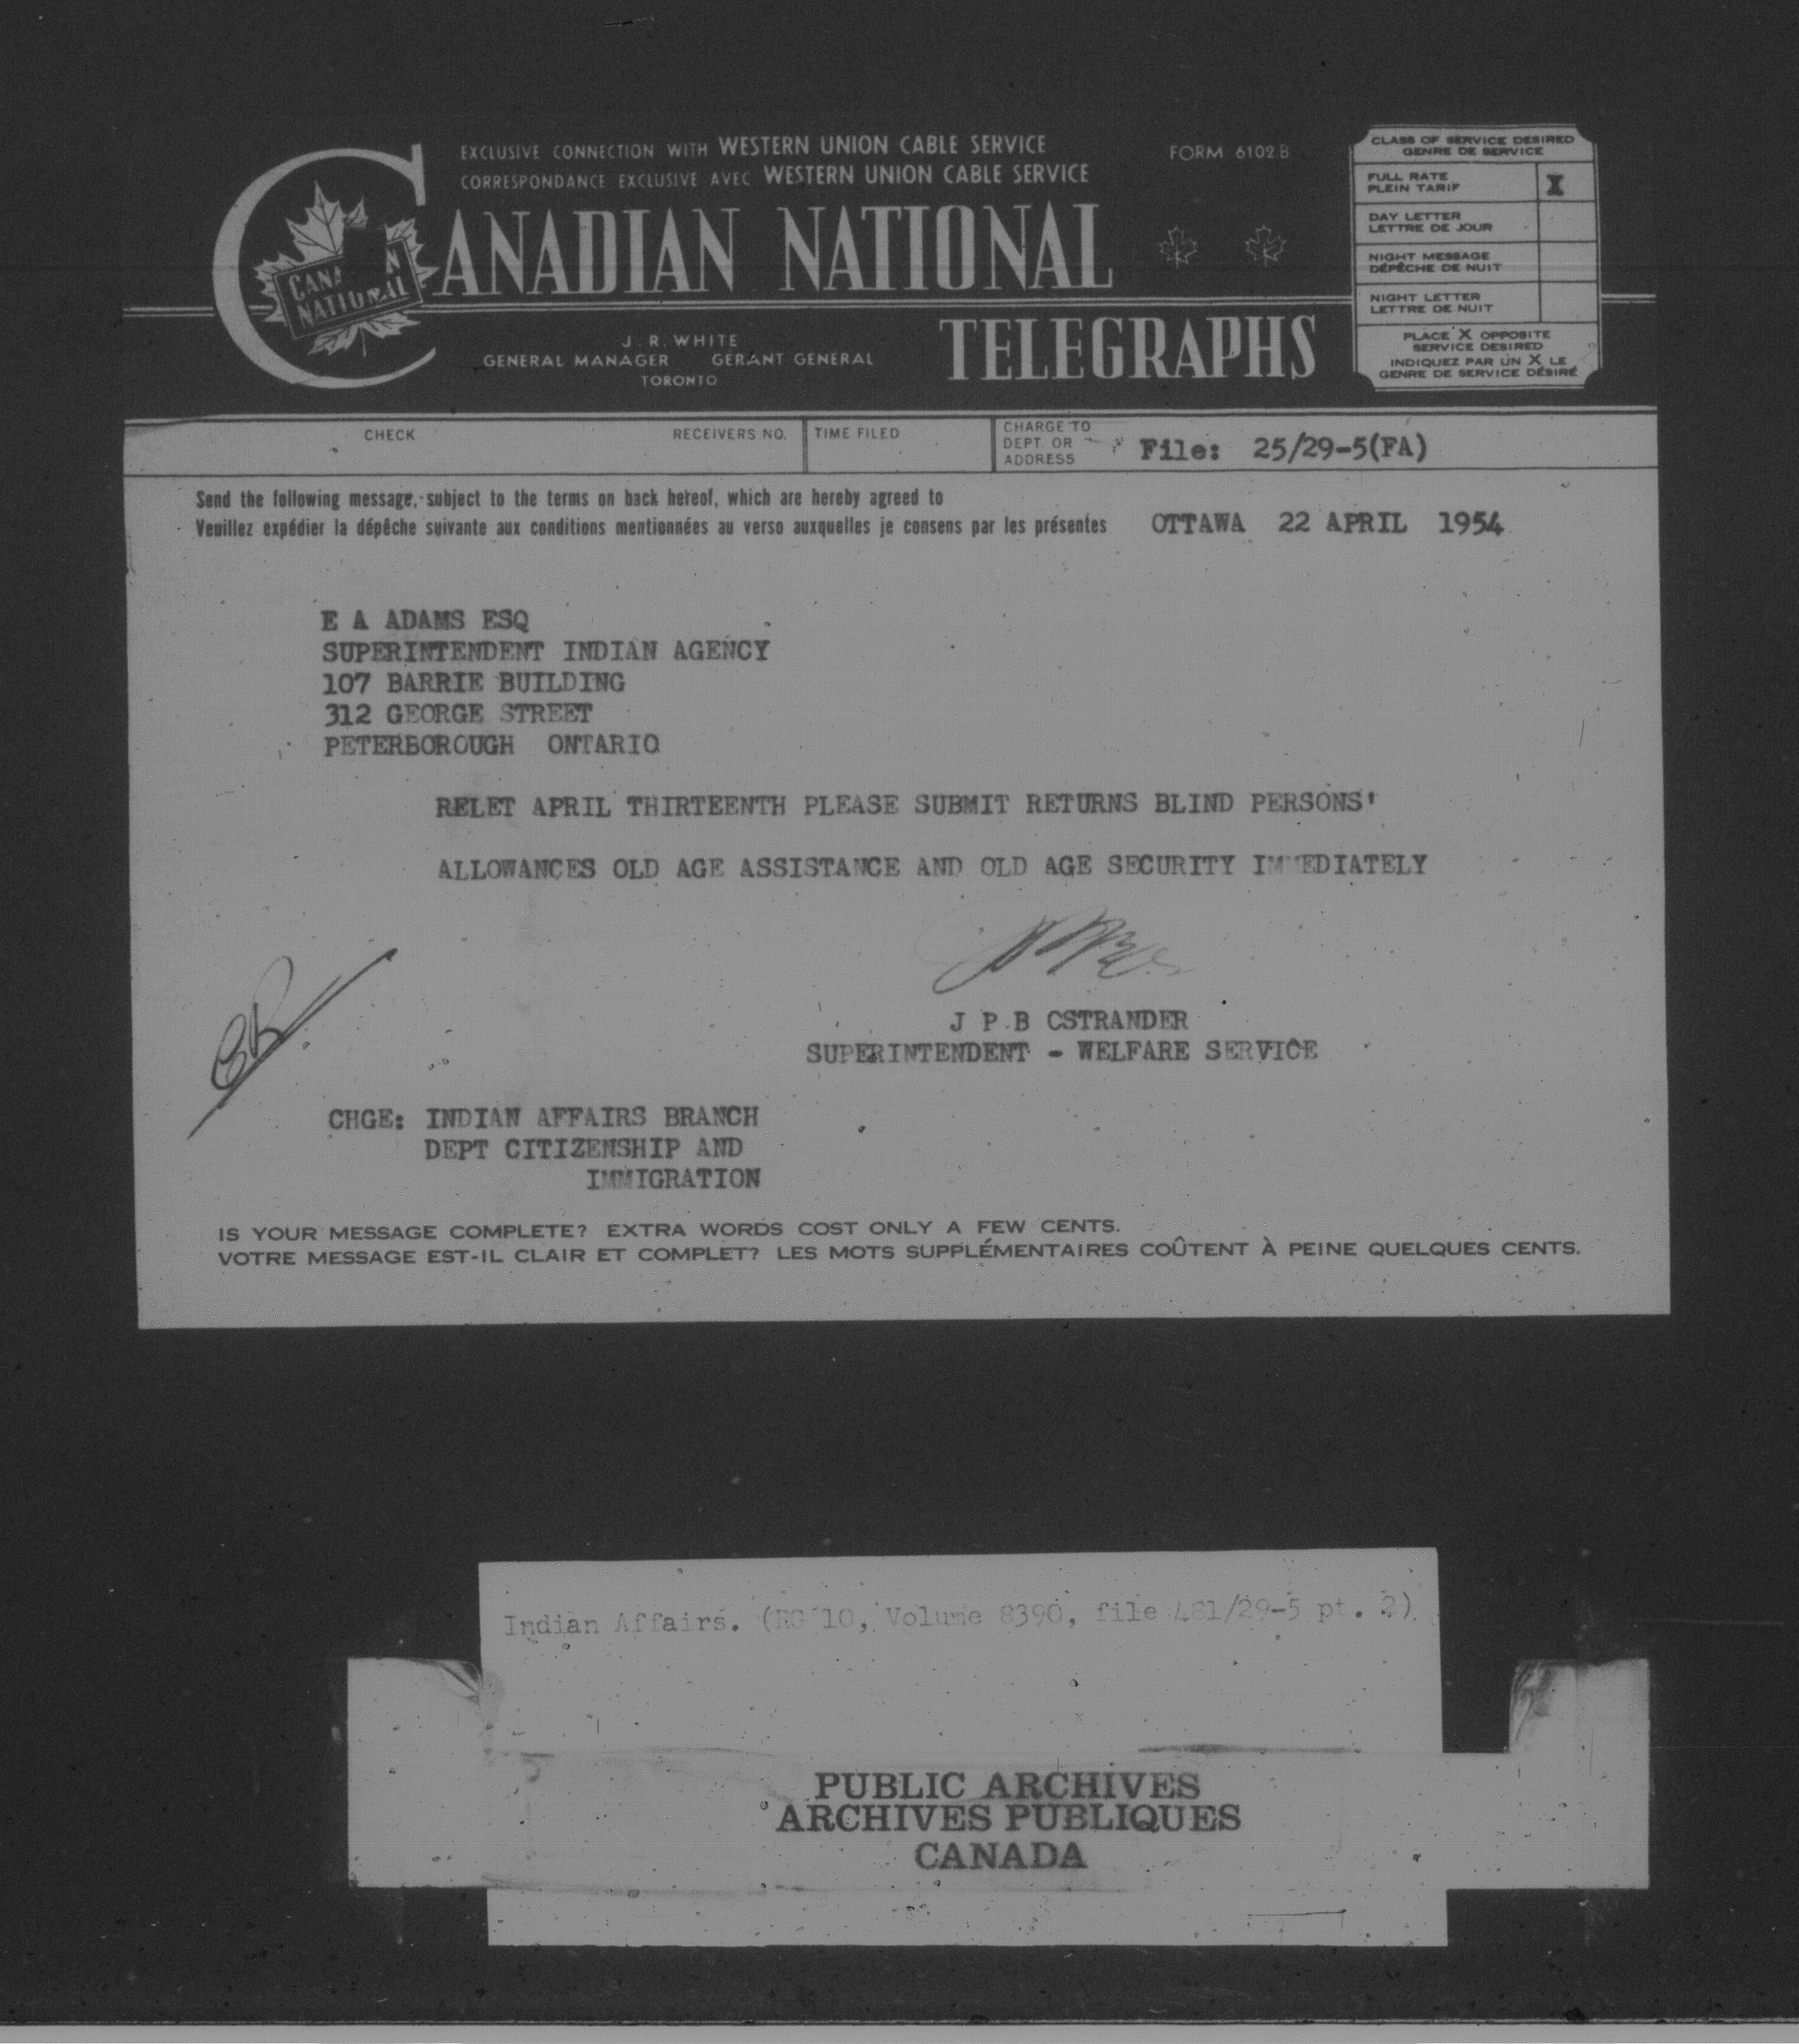 EXCLUSIVE CONNECTION WITH WESTERN UNION CABLE SERVICE
CORRESPONDANCE EXCLUSIVE AVEC WESTERN UNION CABLE SERVICE
FORM 6102.B
CANADIAN NATIONAL
TELEGRAPHS
NATIONAL
J. R. WHITE
GENERAL MANAGER GÉRANT GÉNÉRAL
TORONTO
CLASS OF SERVICE DESIRED
GENRE DE SERVICE
FULL RATE
PLEIN TARIF X
DAY LETTER
LETTRE DE JOUR
NIGHT MESSAGE
DÉPÊCHE DE NUIT
NIGHT LETTER
LETTRE DE NUIT
PLACE X OPPOSITE
SERVICE DESIRED
INDIQUEZ PAR UN X LE
GENRE DE SERVICE DÉSIRÉ
CHECK RECEIVERS NO. TIME FILED
CHARGE TO
DEPT. OR
ADDRESS
File: 25/29-5(FA)
Send the following message, subject to the terms on back hereof, which are hereby agreed to
Veuillez expédier la dépêche suivante aux conditions mentionnées au verso auxquelles je consens par les présentes
OTTAWA 22 APRIL 1954
E A ADAMS ESQ
SUPERINTENDENT INDIAN AGENCY
107 BARRIE BUILDING
312 GEORGE STREET
PETERBOROUGH ONTARIO
RELET APRIL THIRTEENTH PLEASE SUBMIT RETURNS BLIND PERSONS'
ALLOWANCES OLD AGE ASSISTANCE AND OLD AGE SECURITY IMMEDIATELY
J P B CSTRANDER
SUPERINTENDENT - WELFARE SERVICE
CHGE: INDIAN AFFAIRS BRANCH
DEPT CITIZENSHIP AND
IMMIGRATION
IS YOUR MESSAGE COMPLETE? EXTRA WORDS COST ONLY A FEW CENTS.
VOTRE MESSAGE EST-IL CLAIR ET COMPLET? LES MOTS SUPPLÉMENTAIRES COÛTENT À PEINE QUELQUES CENTS.
Indian Affairs. (RG 10, Volume 8390, file 481/29-5 pt. 2)
PUBLIC ARCHIVES
ARCHIVES PUBLIQUES
CANADA